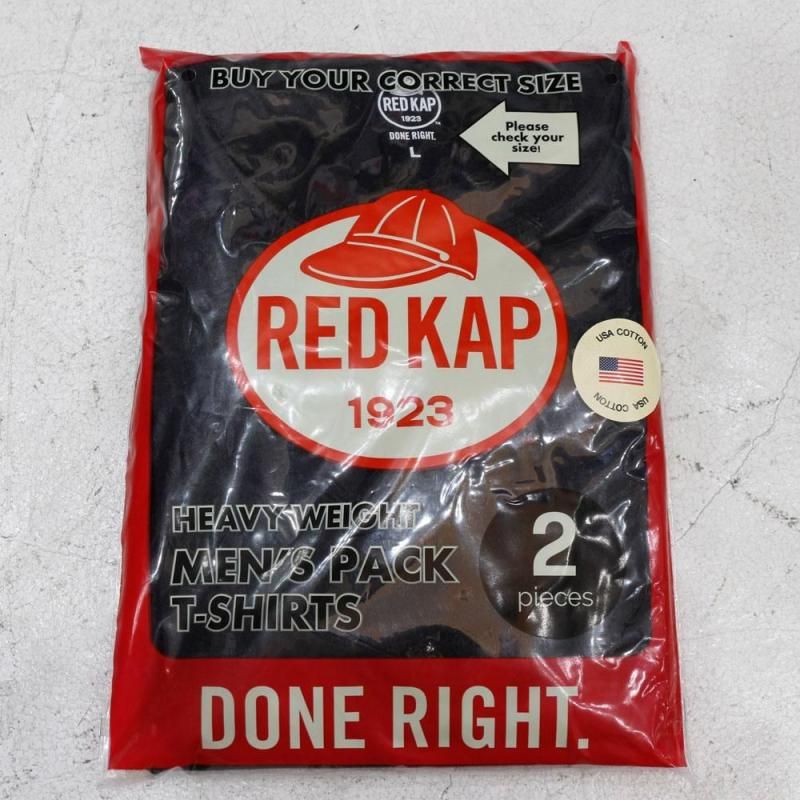 BUY YOUR CORRECT SIZE
RED KAP
1923
DONE RIGHT.
L
Please
check your
size!
RED KAP
1923
USA COTTON
USA COTTON
HEAVY WEIGHT
MEN'S PACK
T-SHIRTS
2
pieces
DONE RIGHT.